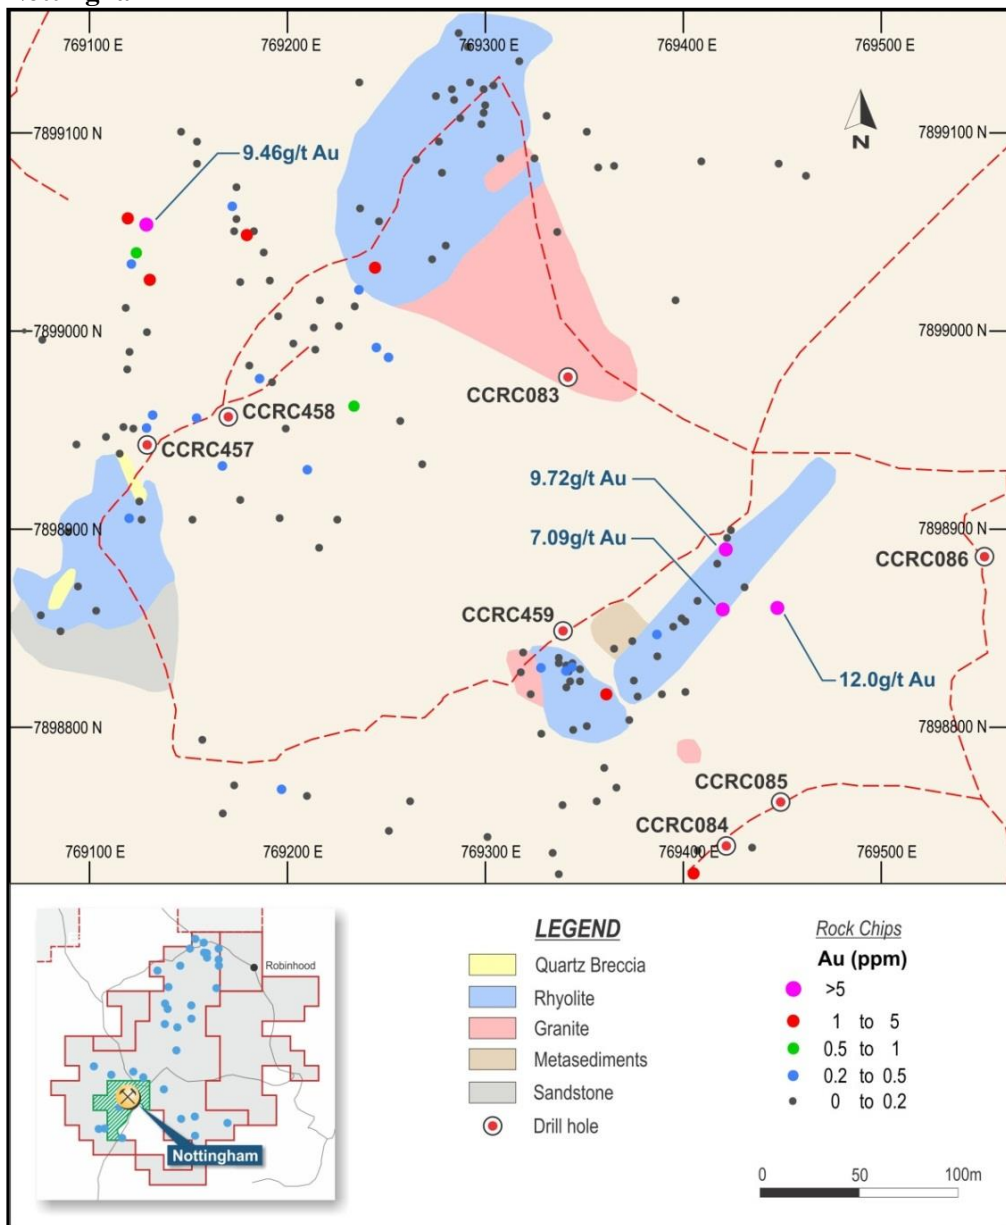 769100 E
769200 E
769300 E
769400 E
769500 E
7899100 N
7899100 N
9.46g/t Au
N
7899000 N
7899000 N
CCRC083
CCRC458
CCRC457
9.72g/t Au
7898900 N
7.09g/t Au
7898900 N
CCRC086
CCRC459
12.0g/t Au
7898800 N
7898800 N
CCRC085
CCRC084
769100 E
769200 E
769300 E
769400 E
769500 E
Robinhood
Nottingham
LEGEND
Quartz Breccia
Rhyolite
Granite
Metasediments
Sandstone
Drill hole
Rock Chips
Au (ppm)
>5
1 to 5
0.5 to 1
0.2 to 0.5
0 to 0.2
0 50 100m